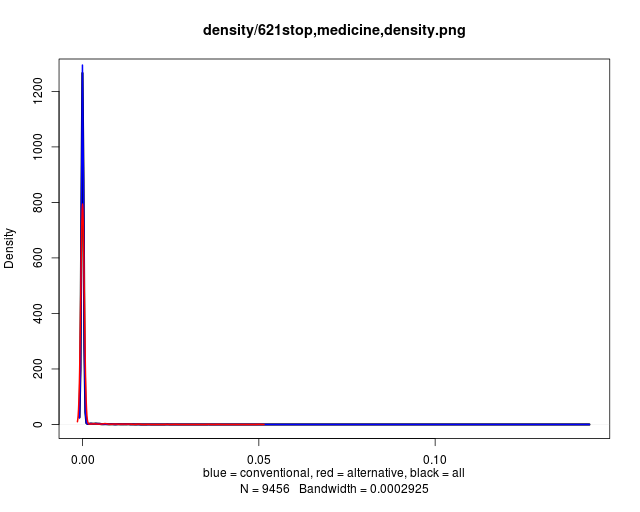 density/621stop,medicine,density.png
Density
1200
1000
800
600
400
200
0
0.00 0.05 0.10
blue = conventional, red = alternative, black = all
N = 9456 Bandwidth = 0.0002925